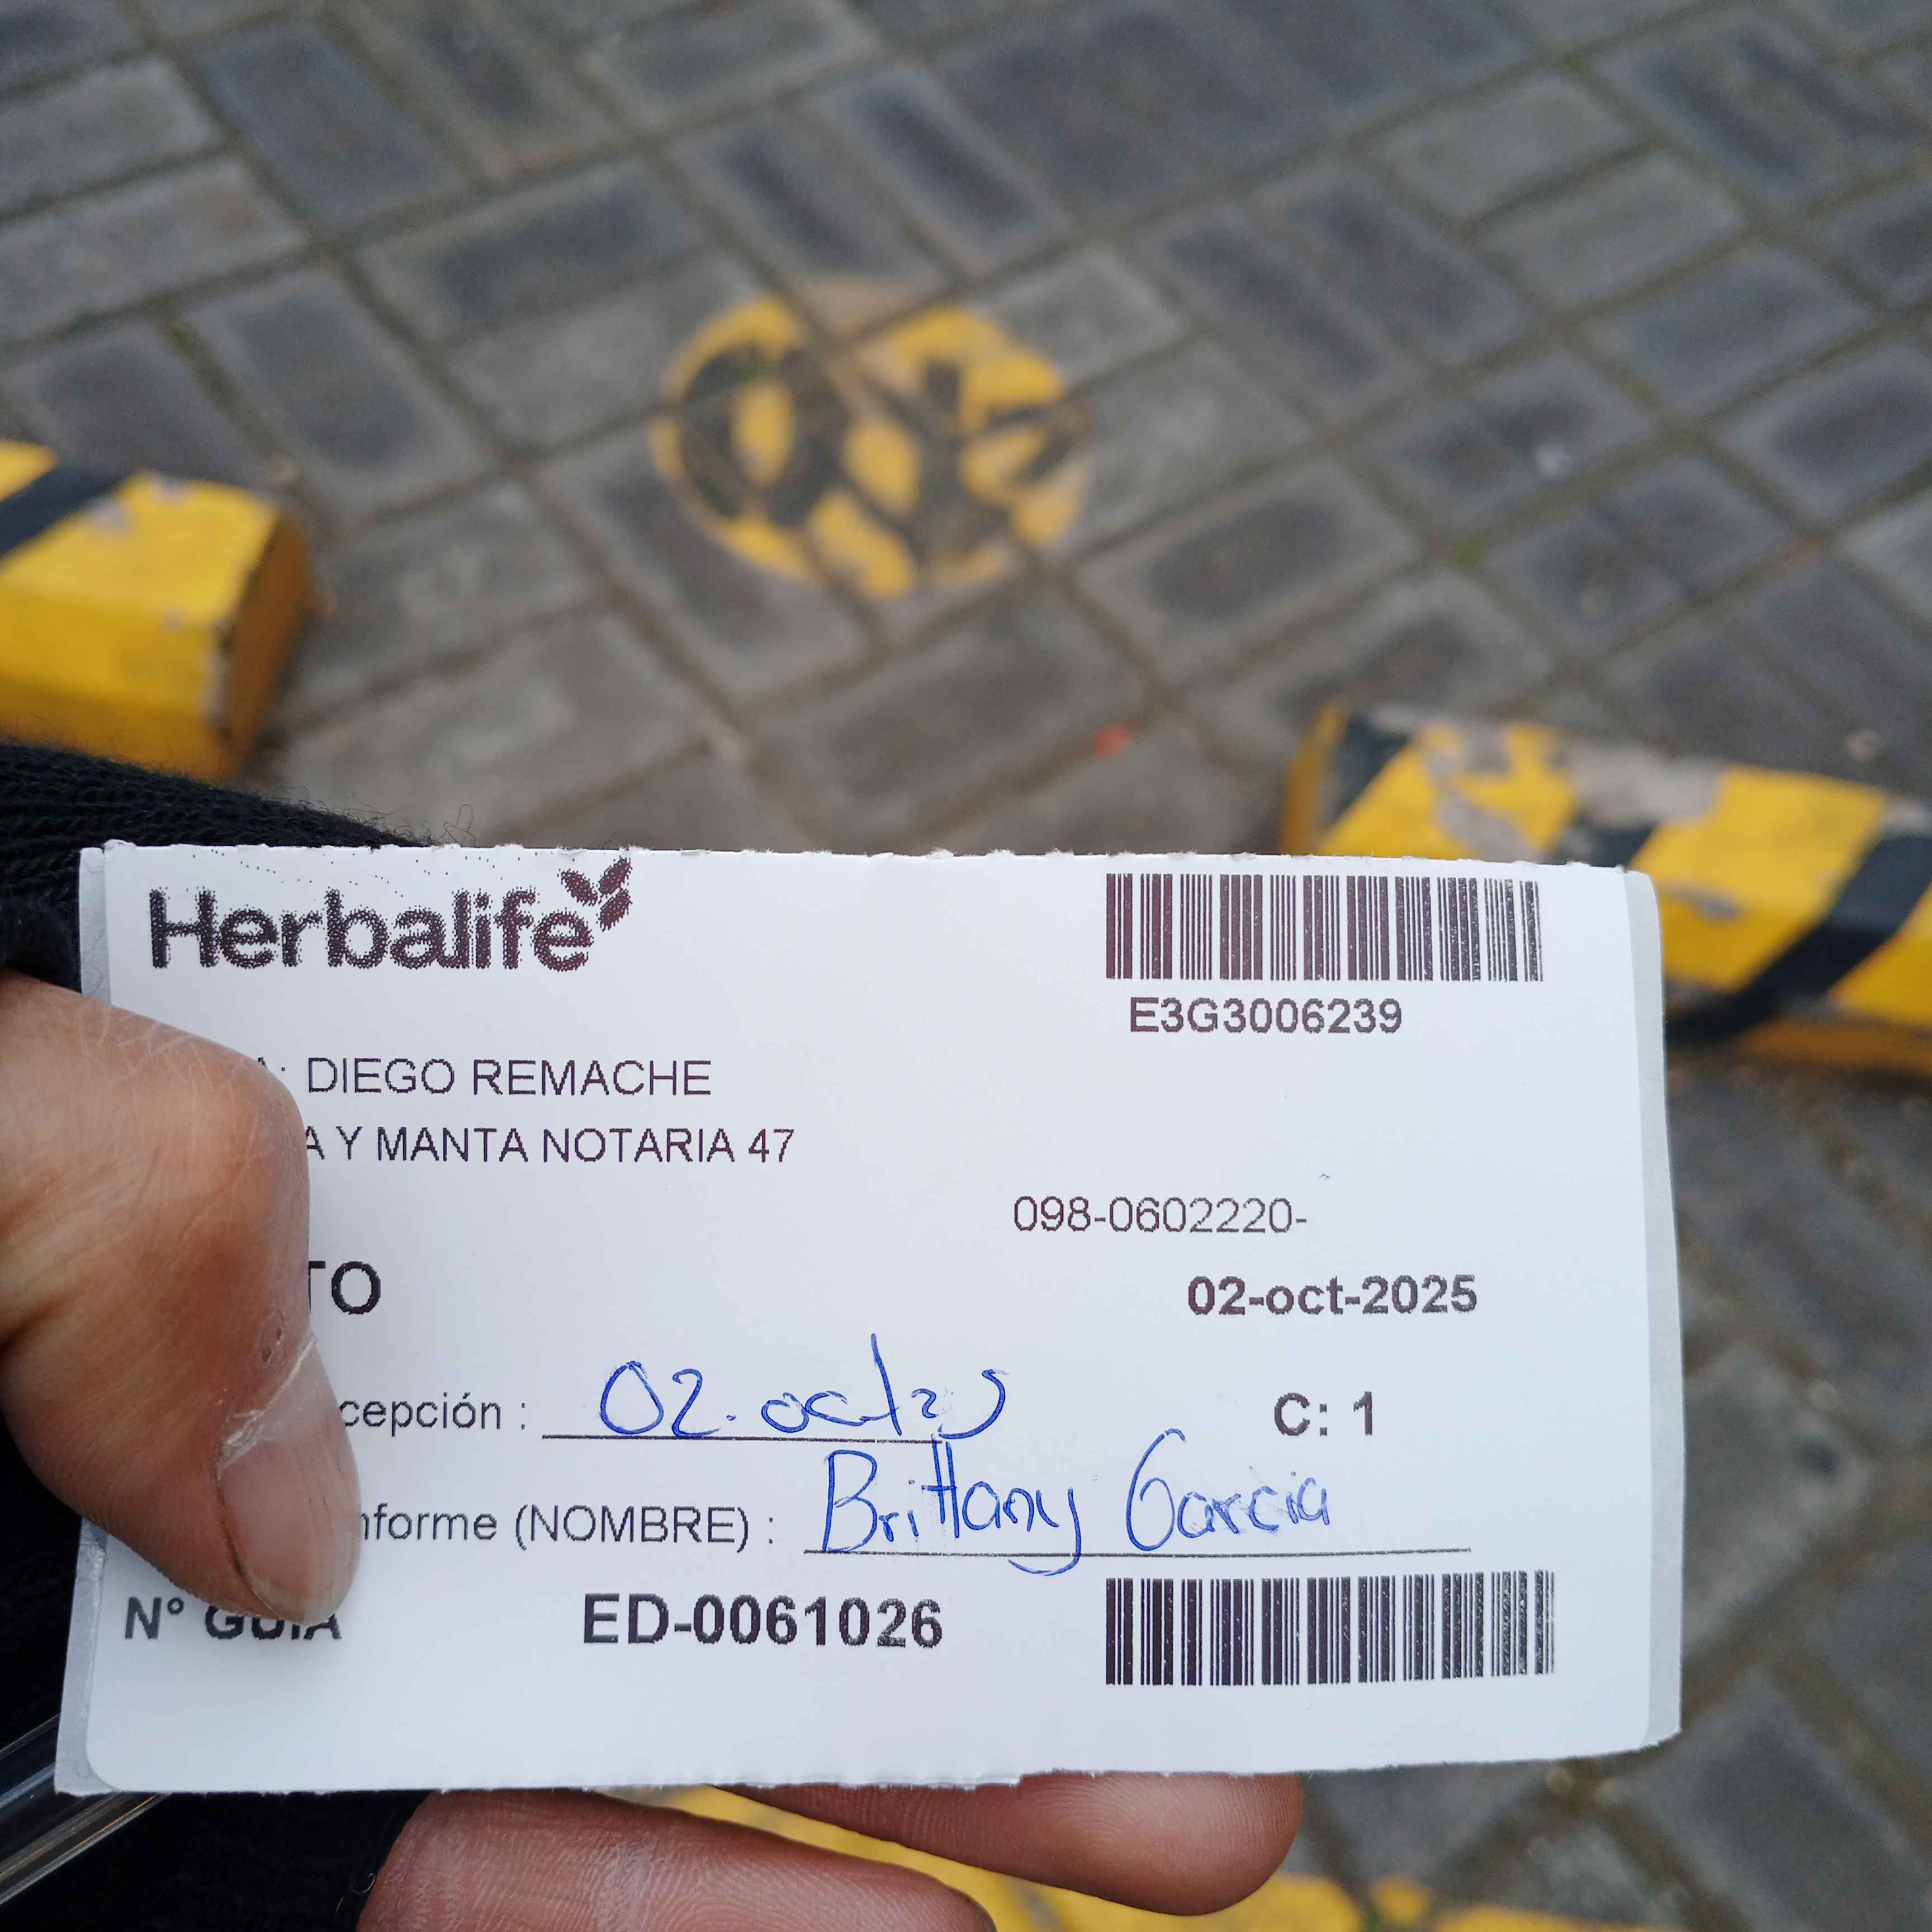 Herbalife
E3G3006239
: DIEGO REMACHE
A Y MANTA NOTARIA 47
098-0602220-
TO
02-oct-2025
cepción : 02. oct/25
C: 1
nforme (NOMBRE) : Brittany Garcia
N° GUIA ED-0061026